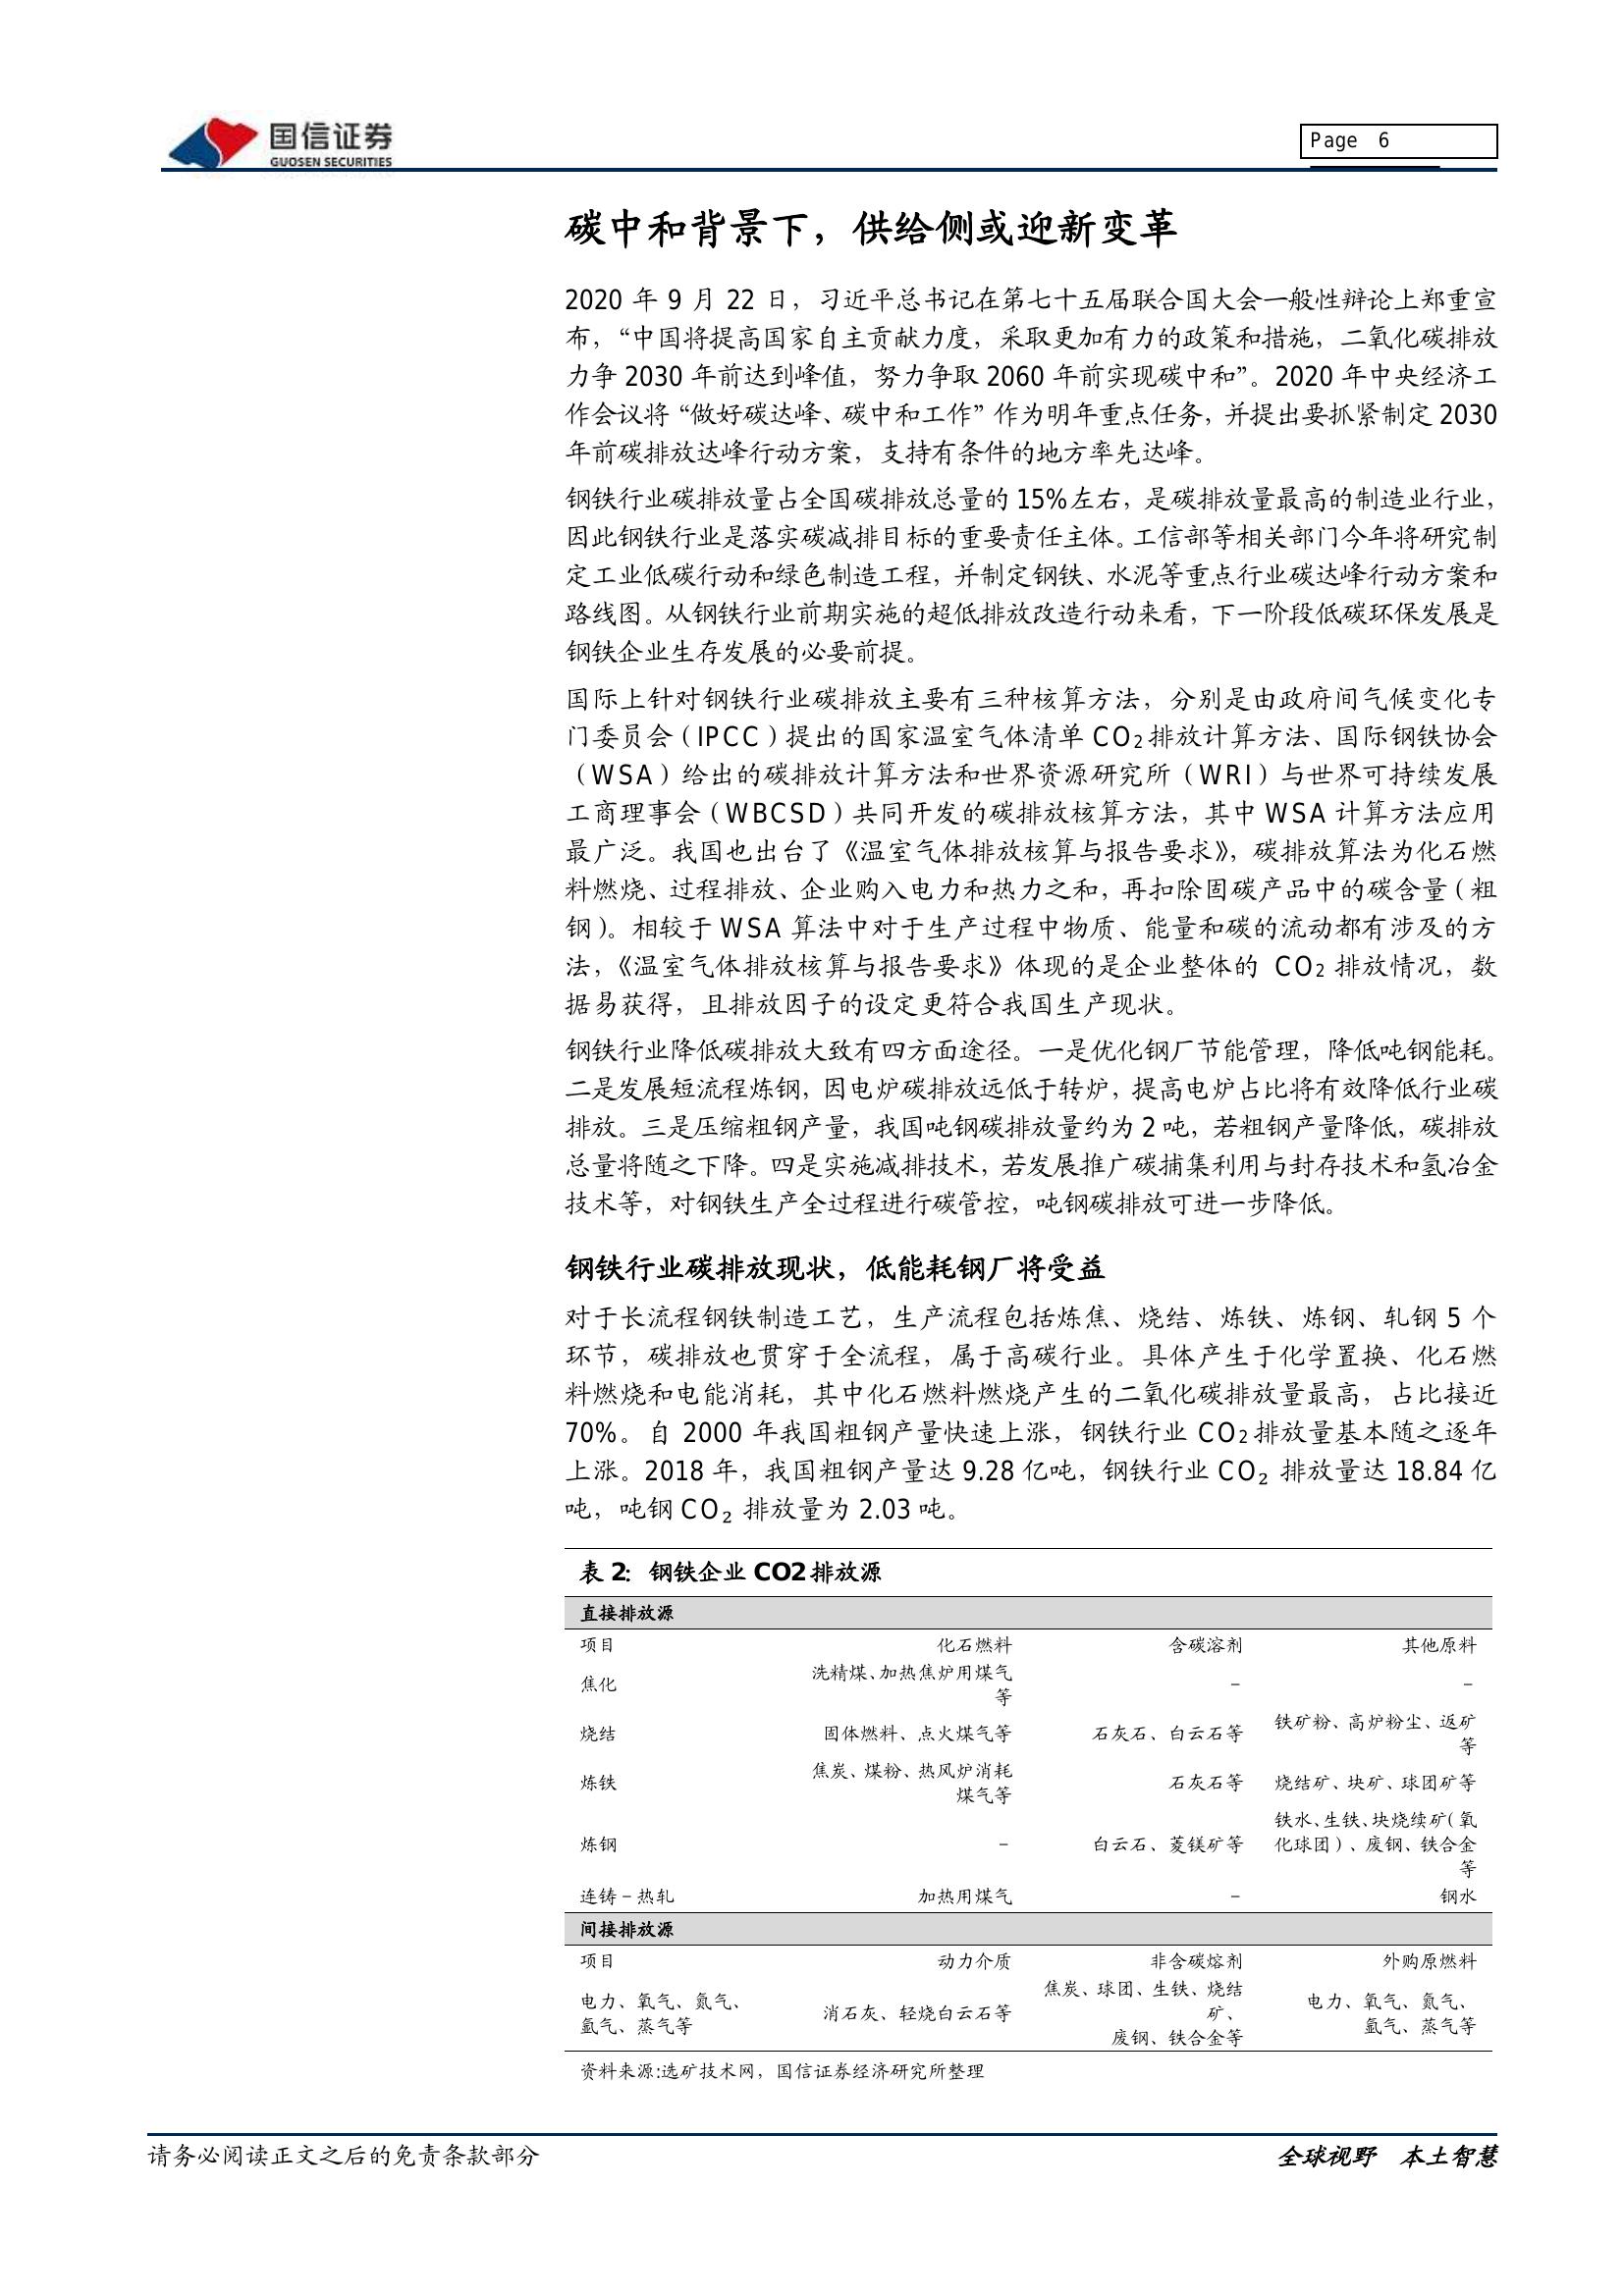 国信证券
GUOSEN SECURITIES
Page 6
碳中和背景下，供给侧或迎新变革
2020 年 9 月 22 日，习近平总书记在第七十五届联合国大会一般性辩论上郑重宣
布，“中国将提高国家自主贡献力度，采取更加有力的政策和措施，二氧化碳排放
力争 2030 年前达到峰值，努力争取 2060 年前实现碳中和”。2020 年中央经济工
作会议将“做好碳达峰、碳中和工作”作为明年重点任务，并提出要抓紧制定 2030
年前碳排放达峰行动方案，支持有条件的地方率先达峰。
钢铁行业碳排放量占全国碳排放总量的 15%左右，是碳排放量最高的制造业行业，
因此钢铁行业是落实碳减排目标的重要责任主体。工信部等相关部门今年将研究制
定工业低碳行动和绿色制造工程，并制定钢铁、水泥等重点行业碳达峰行动方案和
路线图。从钢铁行业前期实施的超低排放改造行动来看，下一阶段低碳环保发展是
钢铁企业生存发展的必要前提。
国际上针对钢铁行业碳排放主要有三种核算方法，分别是由政府间气候变化专
门委员会（IPCC）提出的国家温室气体清单 CO₂排放计算方法、国际钢铁协会
（WSA）给出的碳排放计算方法和世界资源研究所（WRI）与世界可持续发展
工商理事会（WBCSD）共同开发的碳排放核算方法，其中 WSA 计算方法应用
最广泛。我国也出台了《温室气体排放核算与报告要求》，碳排放算法为化石燃
料燃烧、过程排放、企业购入电力和热力之和，再扣除固碳产品中的碳含量（粗
钢）。相较于 WSA 算法中对于生产过程中物质、能量和碳的流动都有涉及的方
法，《温室气体排放核算与报告要求》体现的是企业整体的 CO₂ 排放情况，数
据易获得，且排放因子的设定更符合我国生产现状。
钢铁行业降低碳排放大致有四方面途径。一是优化钢厂节能管理，降低吨钢能耗。
二是发展短流程炼钢，因电炉碳排放远低于转炉，提高电炉占比将有效降低行业碳
排放。三是压缩粗钢产量，我国吨钢碳排放量约为 2 吨，若粗钢产量降低，碳排放
总量将随之下降。四是实施减排技术，若发展推广碳捕集利用与封存技术和氢冶金
技术等，对钢铁生产全过程进行碳管控，吨钢碳排放可进一步降低。
钢铁行业碳排放现状，低能耗钢厂将受益
对于长流程钢铁制造工艺，生产流程包括炼焦、烧结、炼铁、炼钢、轧钢 5 个
环节，碳排放也贯穿于全流程，属于高碳行业。具体产生于化学置换、化石燃
料燃烧和电能消耗，其中化石燃料燃烧产生的二氧化碳排放量最高，占比接近
70%。自 2000 年我国粗钢产量快速上涨，钢铁行业 CO₂排放量基本随之逐年
上涨。2018 年，我国粗钢产量达 9.28 亿吨，钢铁行业 CO₂ 排放量达 18.84 亿
吨，吨钢 CO₂ 排放量为 2.03 吨。
表 2：钢铁企业 CO2排放源
直接排放源
项目 化石燃料 含碳溶剂 其他原料
焦化 洗精煤、加热焦炉用煤气 – –
等
烧结 固体燃料、点火煤气等 石灰石、白云石等 铁矿粉、高炉粉尘、返矿
等
炼铁 焦炭、煤粉、热风炉消耗 石灰石等 烧结矿、块矿、球团矿等
煤气等
铁水、生铁、块烧续矿（氧
炼钢 – 白云石、菱镁矿等 化球团）、废钢、铁合金
等
连铸–热轧 加热用煤气 – 钢水
间接排放源
项目 动力介质 非含碳熔剂 外购原燃料
电力、氧气、氮气、 消石灰、轻烧白云石等 焦炭、球团、生铁、烧结 电力、氧气、氮气、
氩气、蒸气等 矿、 氩气、蒸气等
废钢、铁合金等
资料来源:选矿技术网，国信证券经济研究所整理
请务必阅读正文之后的免责条款部分
全球视野 本土智慧